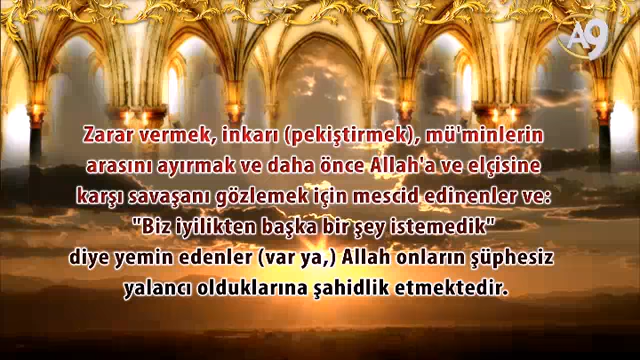 A9
Zarar vermek, inkarı (pekiştirmek), mü'minlerin
arasını ayırmak ve daha önce Allah'a ve elçisine
karşı savaşanı gözlemek için mescid edinenler ve:
"Biz iyilikten başka bir şey istemedik"
diye yemin edenler (var ya,) Allah onların şüphesiz
yalancı olduklarına şahidlik etmektedir.